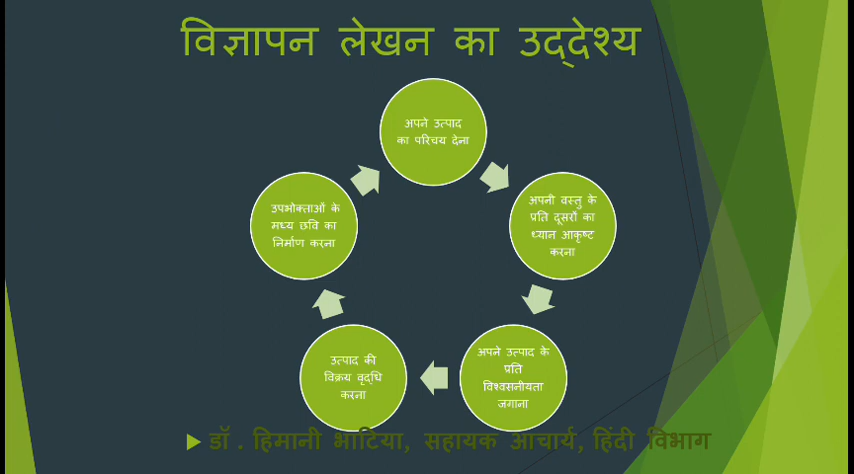 विज्ञापन लेखन का उद्देश्य
अपने उत्पाद
का परिचय देना
अपनी वस्तु के
प्रति दूसरों का
ध्यान आकृष्ट
करना
अपने उत्पाद के
प्रति
विश्वसनीयता
जगाना
उत्पाद की
विक्रय वृद्धि
करना
उपभोक्ताओं के
मध्य छवि का
निर्माण करना
डॉ . हिमानी भाटिया, सहायक आचार्य, हिंदी विभाग